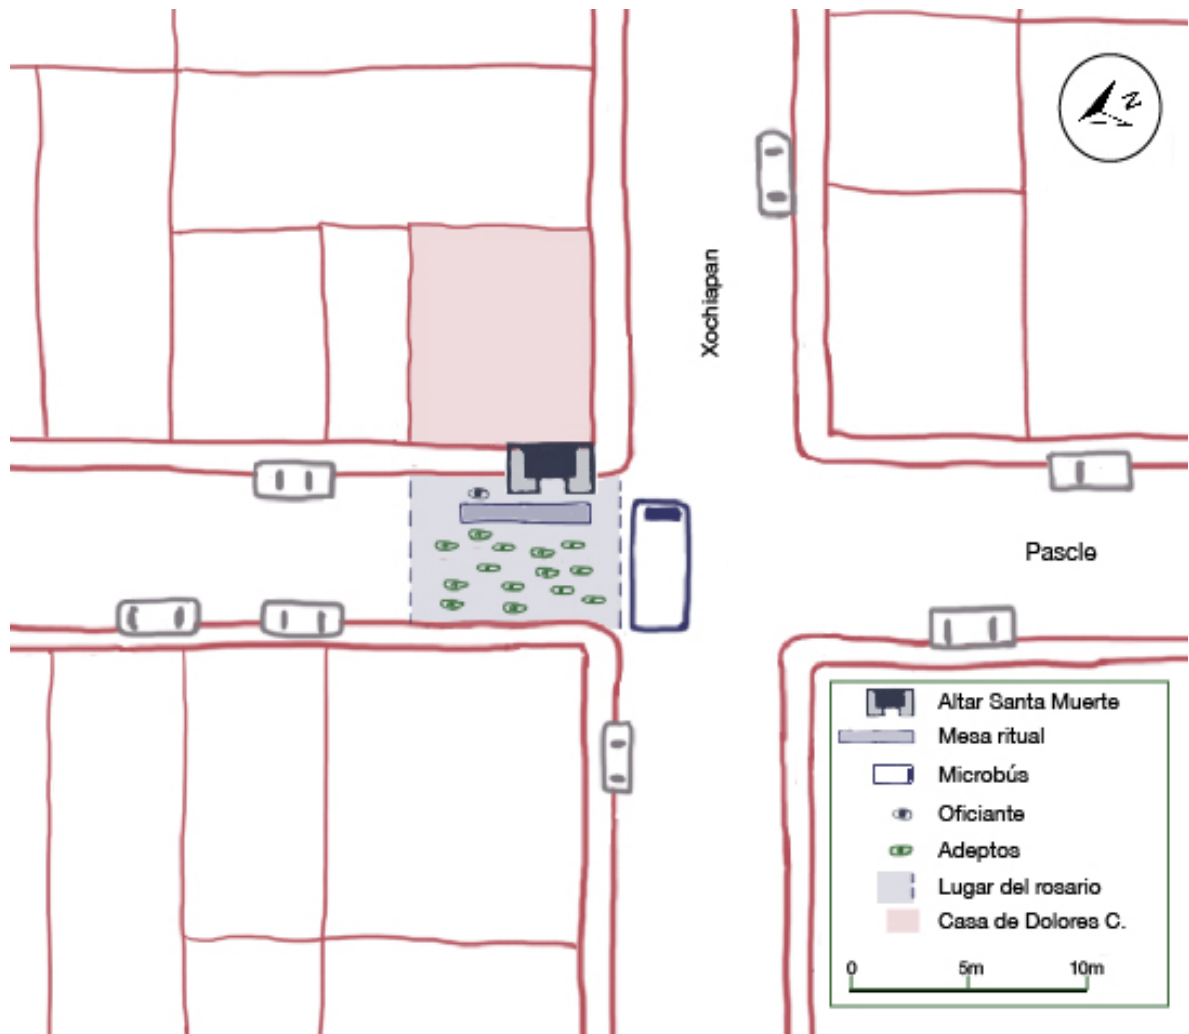 N
Xochiapan
Pascle
Altar Santa Muerte
Mesa ritual
Microbús
Oficiante
Adeptos
Lugar del rosario
Casa de Dolores C.
0 5m 10m